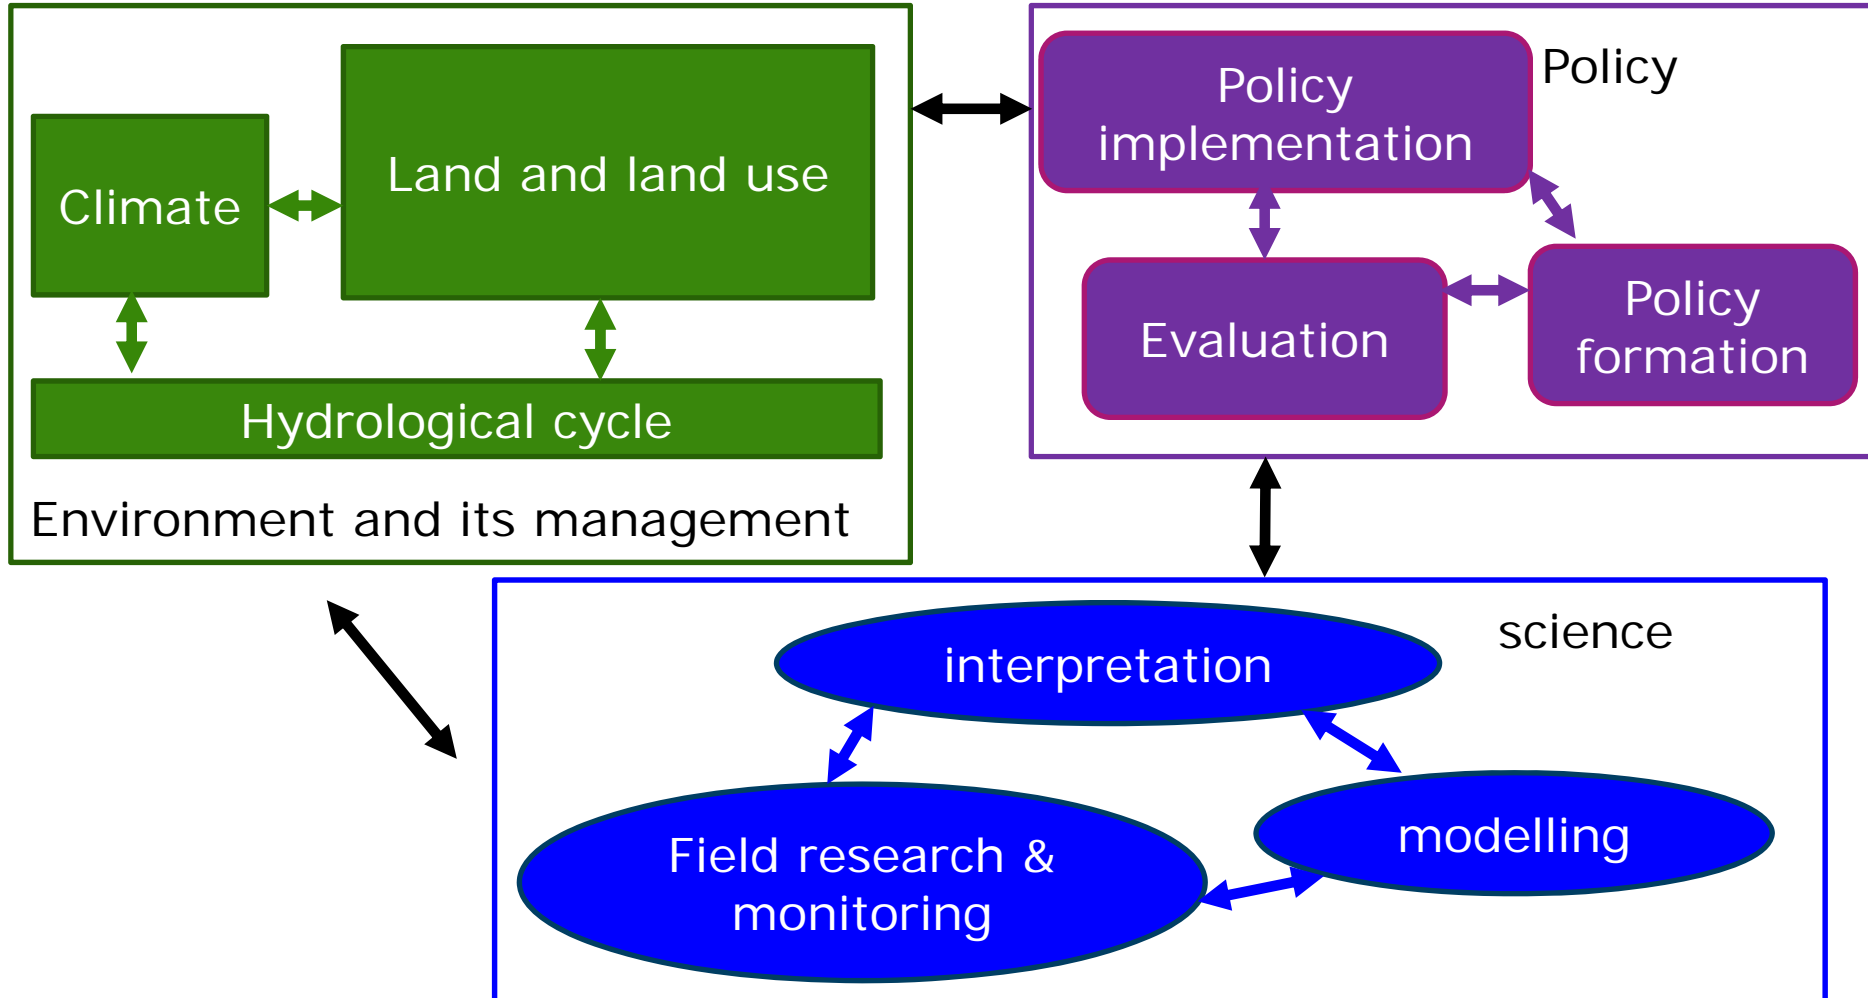 Land and land use
Climate
Hydrological cycle
Environment and its management
Policy
Policy
implementation
Evaluation
Policy
formation
science
interpretation
modelling
Field research &
monitoring